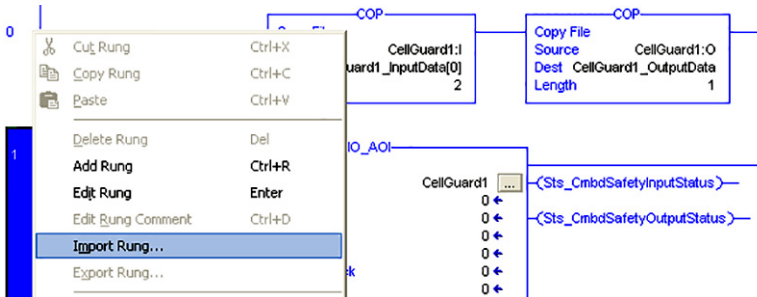 0
COP
COP
Copy File
CellGuard1:I
uard1_InputData[0]
2
Copy File
Source CellGuard1:O
Dest CellGuard1_OutputData
Length 1
Cut Rung Ctrl+X
Copy Rung Ctrl+C
Paste Ctrl+V
Delete Rung Del
Add Rung Ctrl+R
Edit Rung Enter
Edit Rung Comment Ctrl+D
Import Rung...
Export Rung...
1
IO_AOI
CellGuard1 ...
0
0
0
0
k 0
0
(Sts_CmbdSafetyInputStatus)
(Sts_CmbdSafetyOutputStatus)